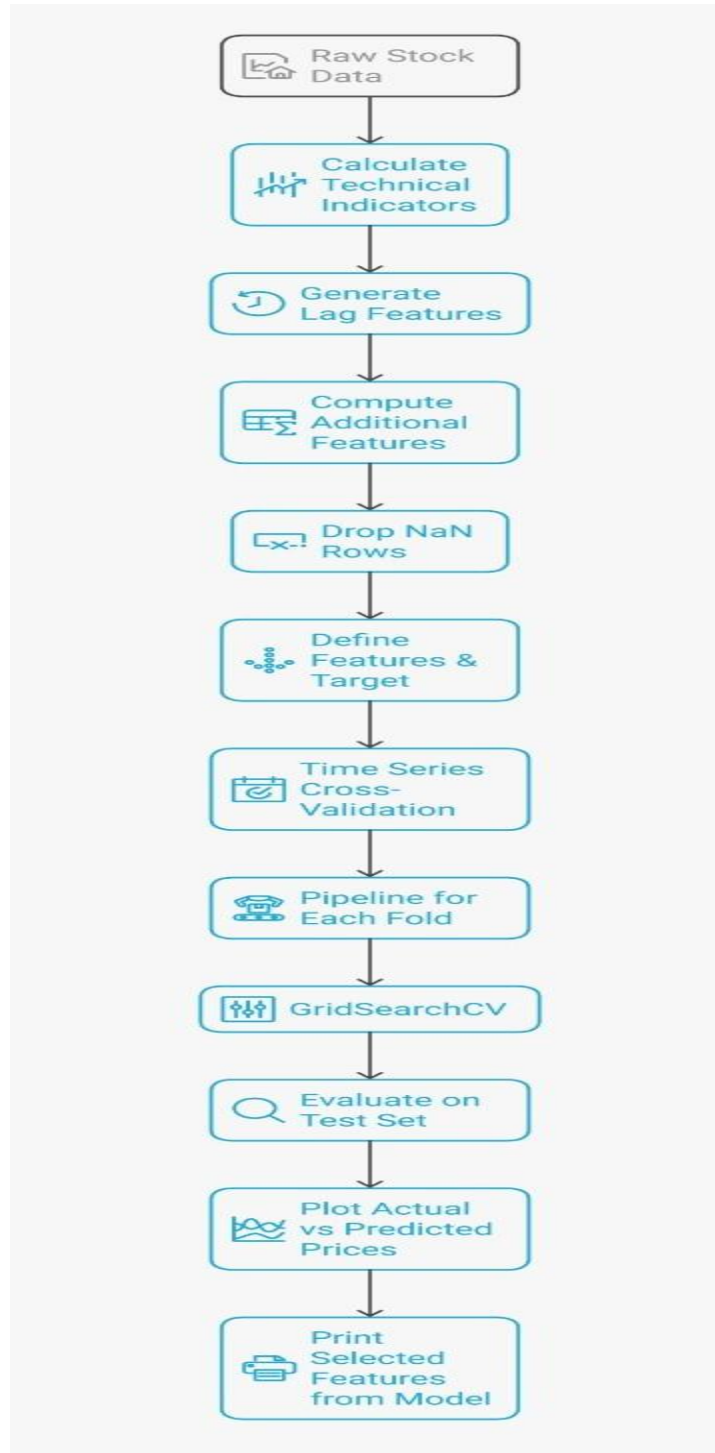 Raw Stock
Data
Calculate
Technical
Indicators
Generate
Lag Features
Compute
Additional
Features
Drop NaN
Rows
Define
Features &
Target
Time Series
Cross-
Validation
Pipeline for
Each Fold
GridSearchCV
Evaluate on
Test Set
Plot Actual
vs Predicted
Prices
Print
Selected
Features
from Model